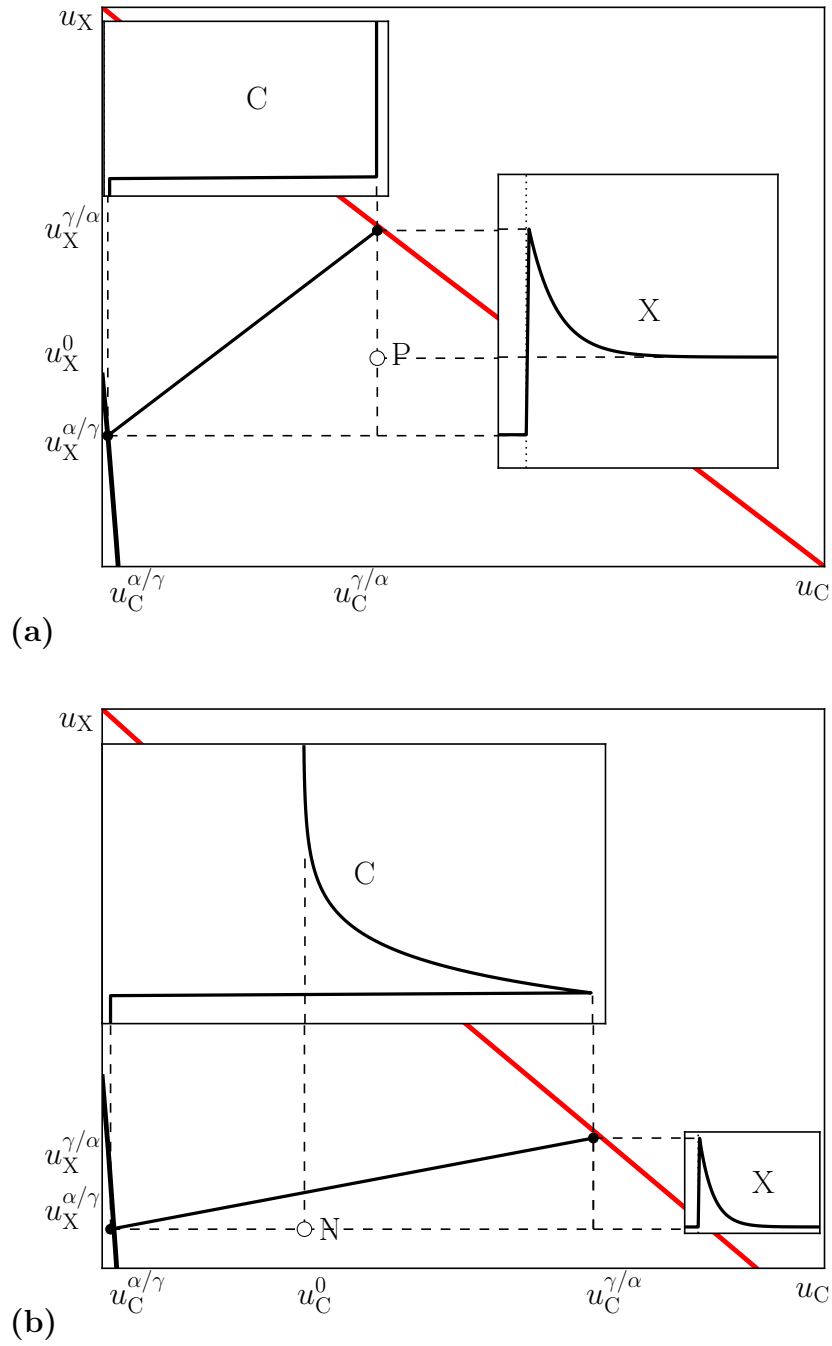 u_X
C
u_X^{γ/α}
X
u_X^0
P
u_X^{α/γ}
u_C^{α/γ} u_C^{γ/α} u_C
(a)
u_X
C
u_X^{γ/α}
X
u_X^{α/γ}
N
u_C^{α/γ} u_C^0 u_C^{γ/α} u_C
(b)